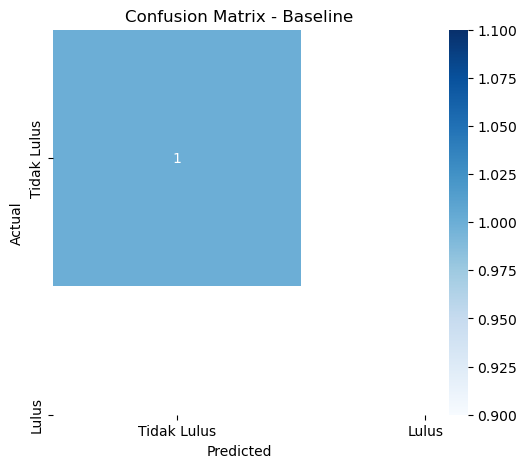 Confusion Matrix - Baseline
Actual
Tidak Lulus
Lulus
1
Tidak Lulus
Lulus
Predicted
1.100
1.075
1.050
1.025
1.000
0.975
0.950
0.925
0.900